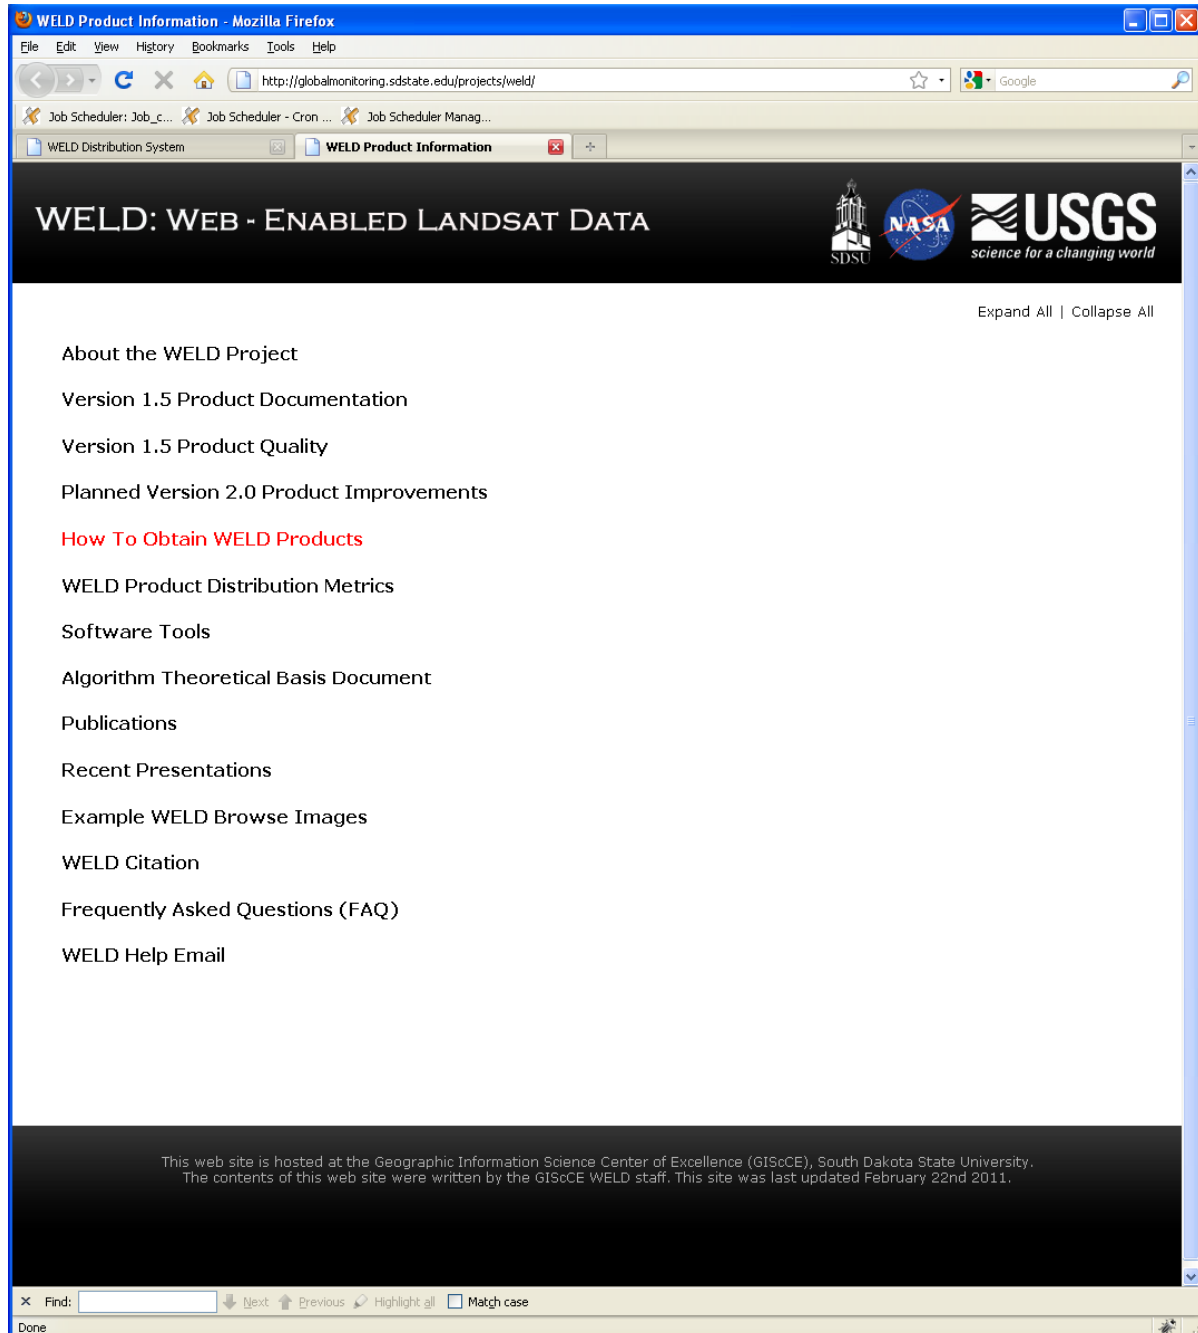 WELD Product Information - Mozilla Firefox
File Edit View History Bookmarks Tools Help
http://globalmonitoring.sdstate.edu/projects/weld/ Google
Job Scheduler: Job_c... Job Scheduler - Cron ... Job Scheduler Manag...
WELD Distribution System WELD Product Information
WELD: Web - Enabled Landsat Data
SDSU NASA USGS
science for a changing world
Expand All | Collapse All
About the WELD Project
Version 1.5 Product Documentation
Version 1.5 Product Quality
Planned Version 2.0 Product Improvements
How To Obtain WELD Products
WELD Product Distribution Metrics
Software Tools
Algorithm Theoretical Basis Document
Publications
Recent Presentations
Example WELD Browse Images
WELD Citation
Frequently Asked Questions (FAQ)
WELD Help Email
This web site is hosted at the Geographic Information Science Center of Excellence (GIScCE), South Dakota State University.
The contents of this web site were written by the GIScCE WELD staff. This site was last updated February 22nd 2011.
Find: Next Previous Highlight all Match case
Done